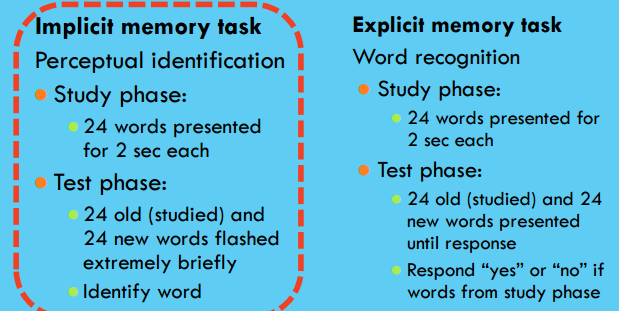 Implicit memory task
Perceptual identification
Study phase:
24 words presented
for 2 sec each
Test phase:
24 old (studied) and
24 new words flashed
extremely briefly
Identify word
Explicit memory task
Word recognition
Study phase:
24 words presented for
2 sec each
Test phase:
24 old (studied) and 24
new words presented
until response
Respond “yes” or “no” if
words from study phase